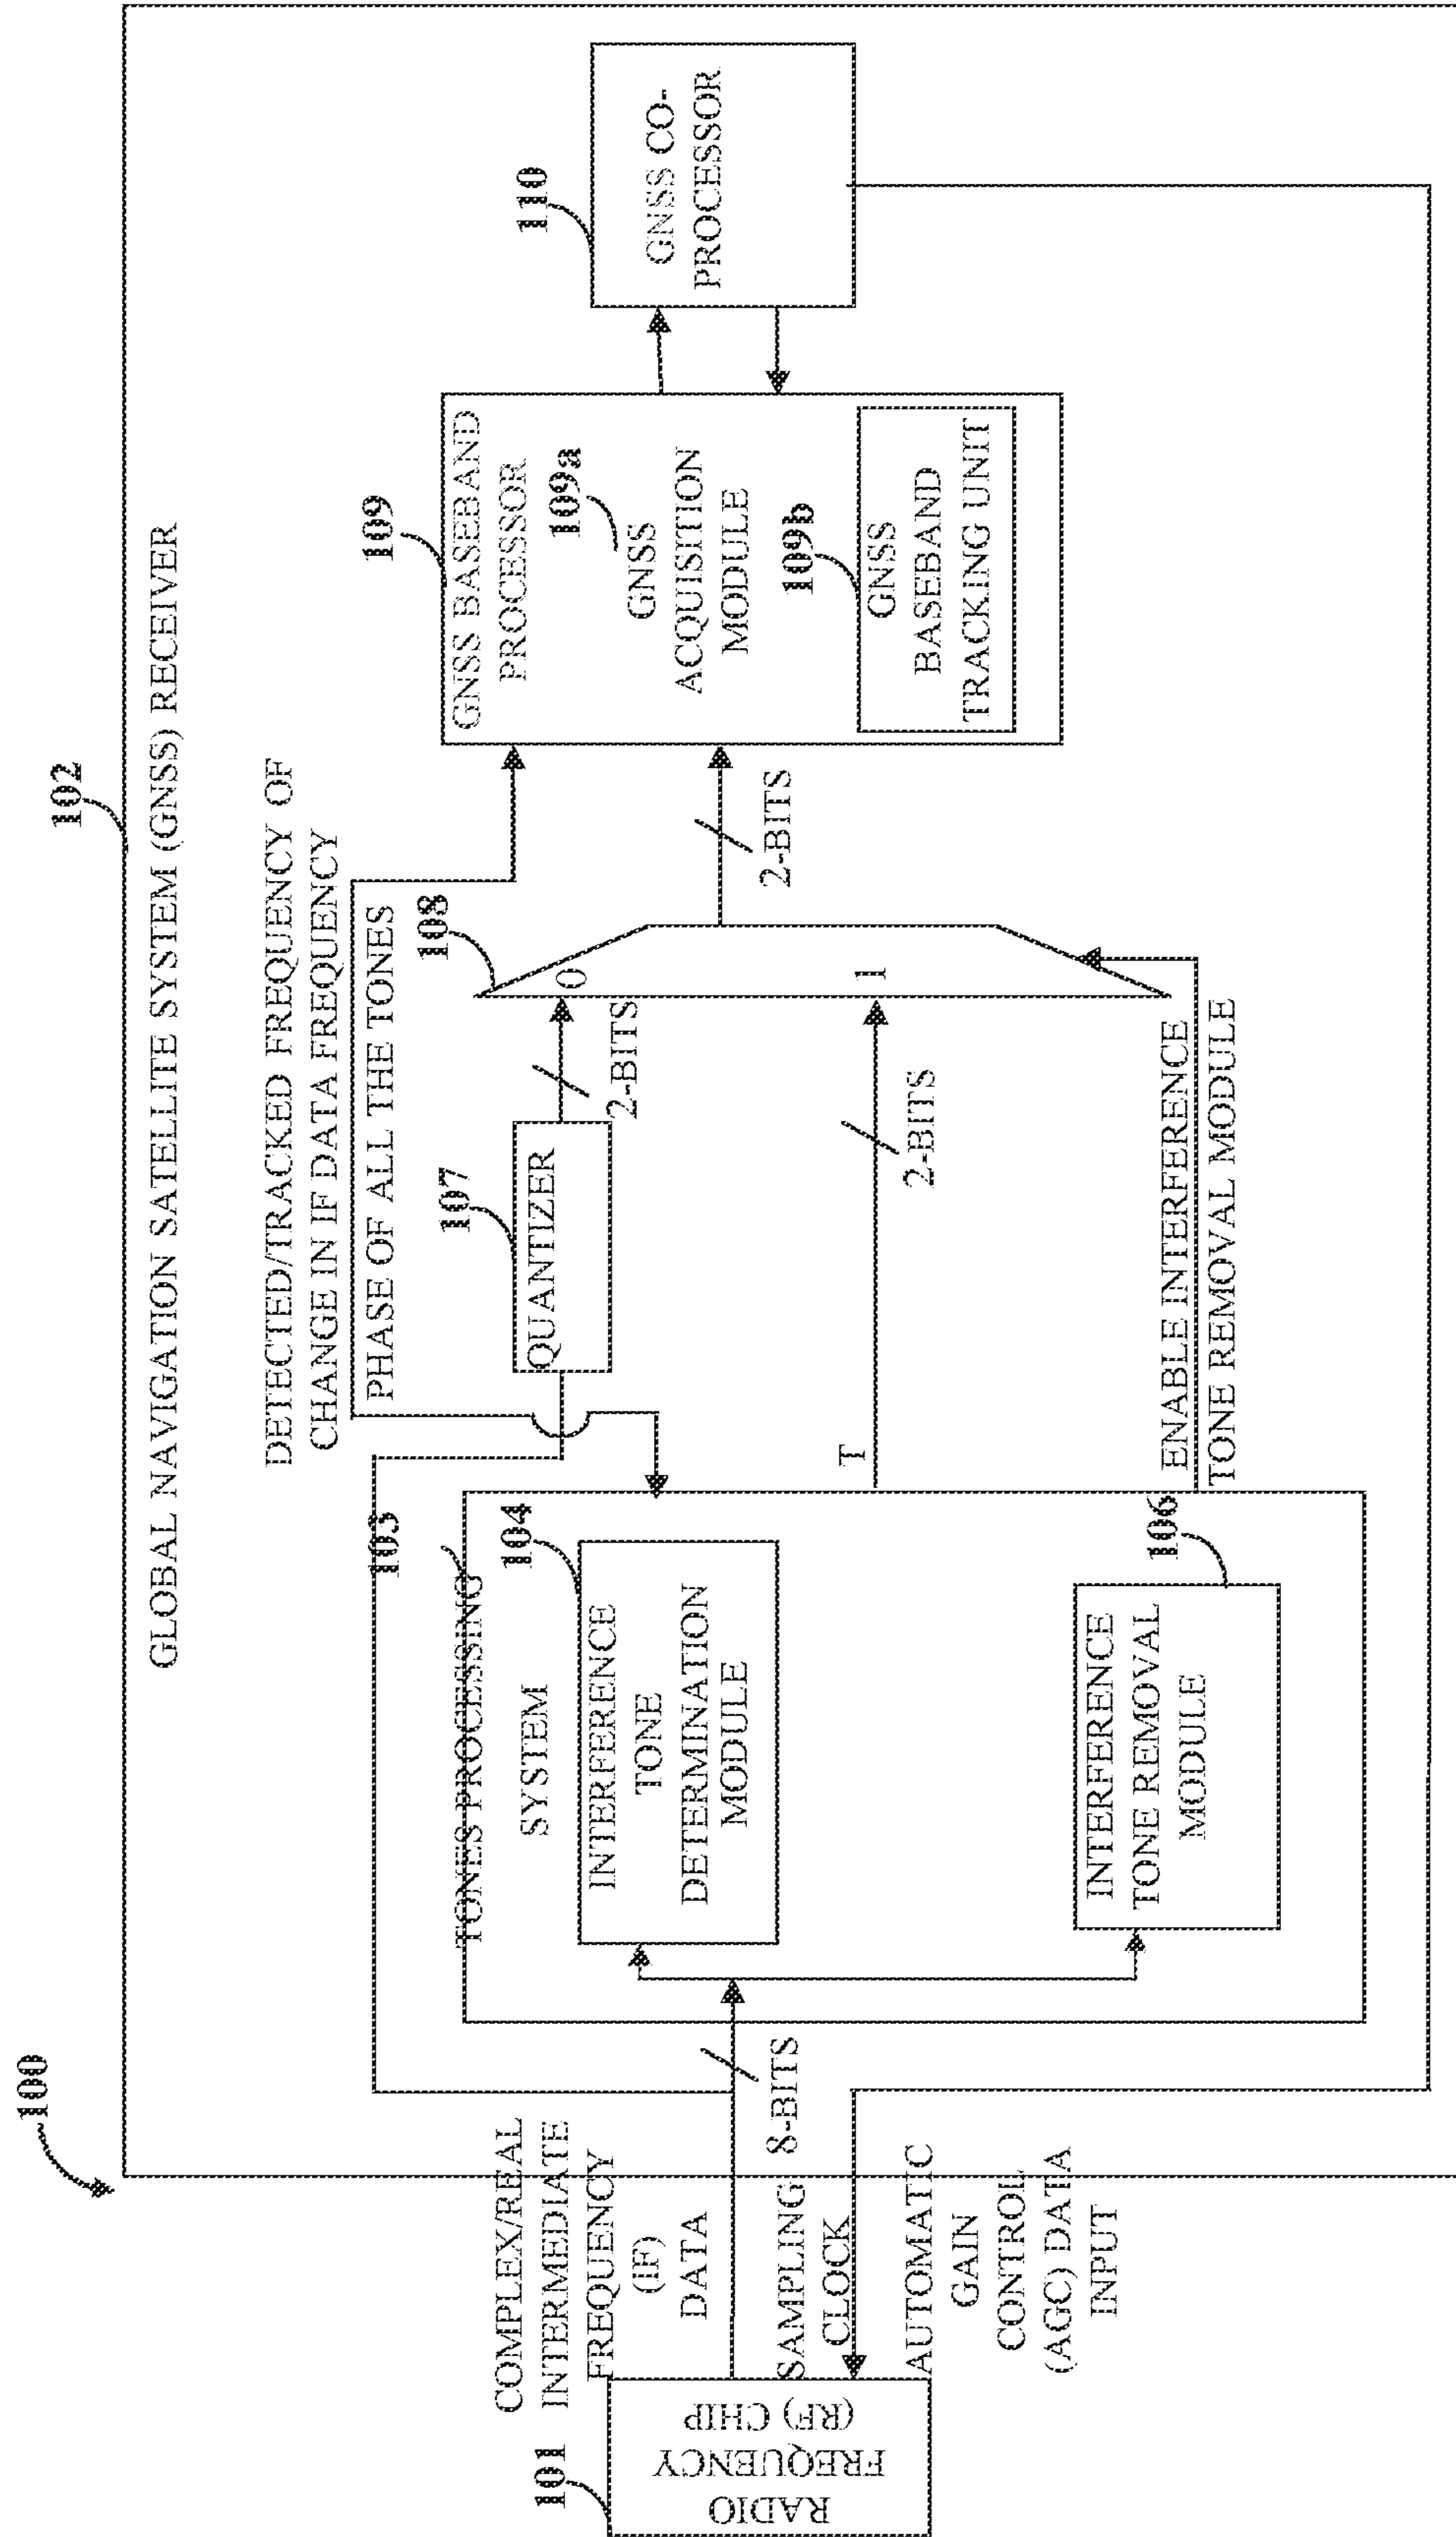 100
102
GLOBAL NAVIGATION SATELLITE SYSTEM (GNSS) RECEIVER
101
RADIO
FREQUENCY
(RF) CHIP
COMPLEX/REAL
INTERMEDIATE
FREQUENCY
(IF)
DATA
SAMPLING
CLOCK
8-BITS
AUTOMATIC
GAIN
CONTROL
(AGC) DATA
INPUT
103
TONES PROCESSING
SYSTEM
104
INTERFERENCE
TONE
DETERMINATION
MODULE
106
INTERFERENCE
TONE REMOVAL
MODULE
DETECTED/TRACKED FREQUENCY OF
CHANGE IN IF DATA FREQUENCY
PHASE OF ALL THE TONES
107
QUANTIZER
2-BITS
T
2-BITS
ENABLE INTERFERENCE
TONE REMOVAL MODULE
108
0
1
2-BITS
109
GNSS BASEBAND
PROCESSOR
109a
GNSS
ACQUISITION
MODULE
109b
GNSS
BASEBAND
TRACKING UNIT
110
GNSS CO-
PROCESSOR